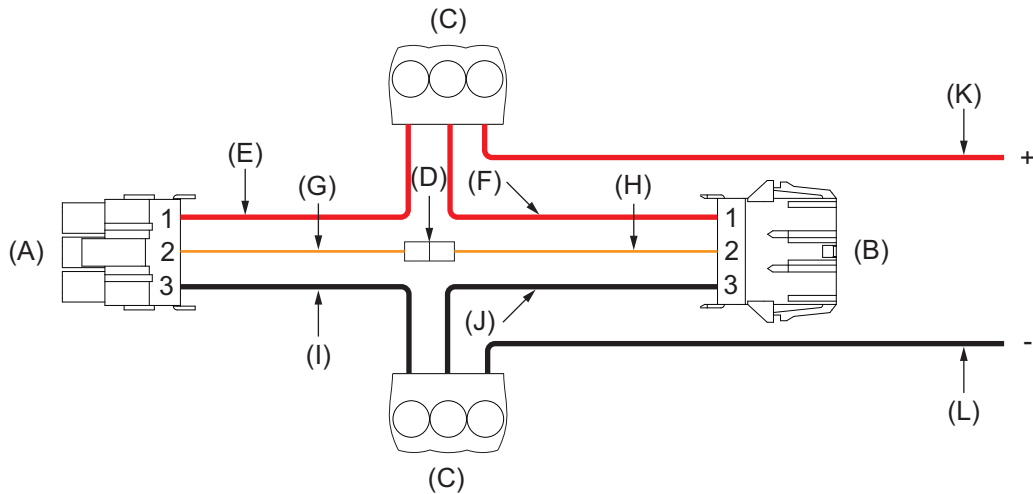 (C)
(K)
+
(E)
(G)
(D)
(F)
(H)
1
1
(A)
2
2
(B)
3
3
(I)
(J)
-
(L)
(C)